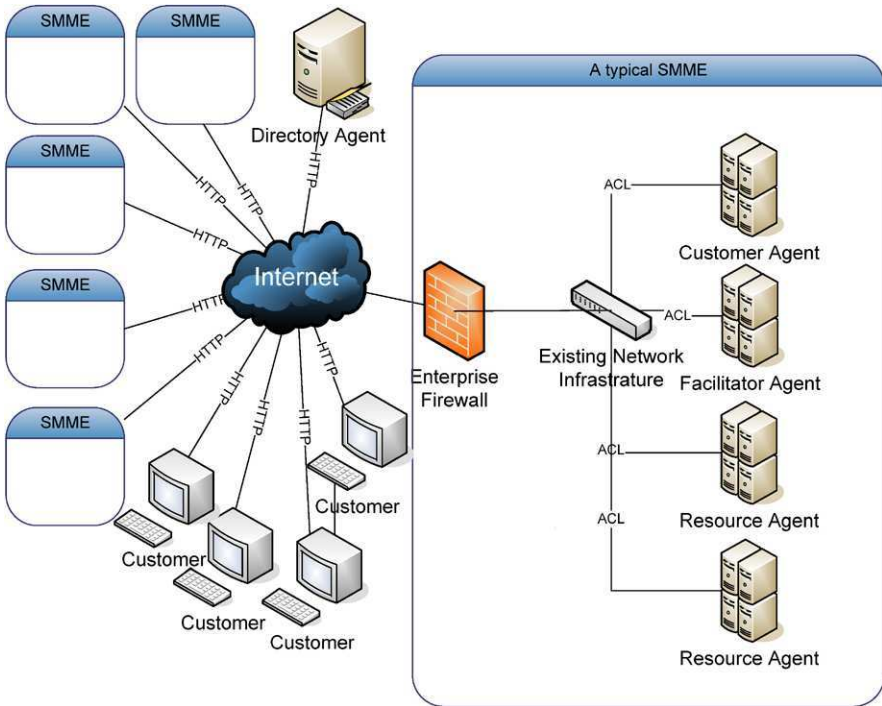 SMME
SMME
A typical SMME
Directory Agent
SMME
HTTP
HTTP
HTTP
ACL
Customer Agent
HTTP
Internet
SMME
HTTP
ACL
Existing Network
Infrastrature
Facilitator Agent
Enterprise
Firewall
HTTP
HTTP
HTTP
HTTP
HTTP
SMME
ACL
Customer
Resource Agent
ACL
Customer
Customer
Customer
Resource Agent